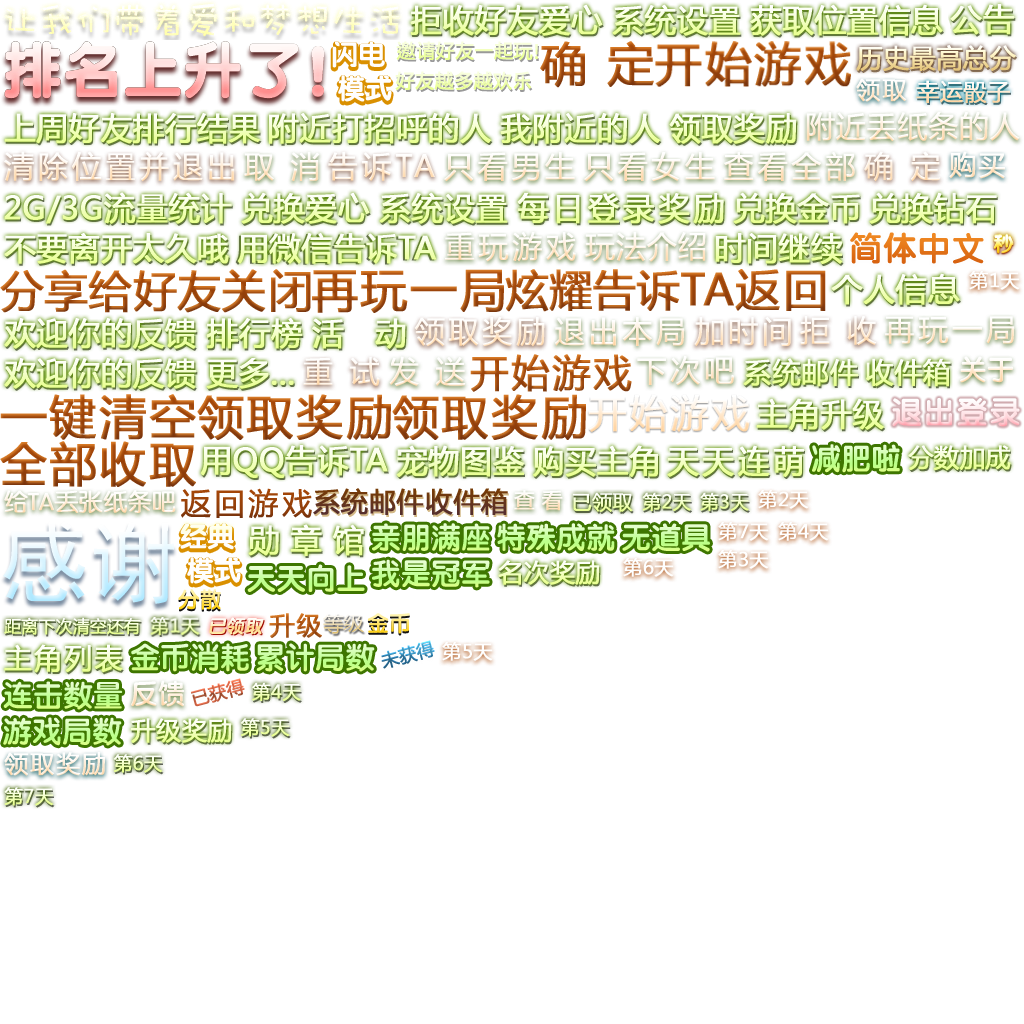 让我们带着爱和梦想性活 拒收好友爱心 系统设置 获取位置信息 公告
排名上升了! 闪电模式 邀请好友一起玩! 好友越多越欢乐 确 定 开始游戏 历史最高总分
领取 幸运骰子
上周好友排行结果 附近打招呼的人 我附近的人 领取奖励 附近丢纸条的人
清除位置并退出 取 消 告诉TA 只看男生 只看女生 查看全部 确 定 购买
2G/3G流量统计 兑换爱心 系统设置 每日登录奖励 兑换金币 兑换钻石
不要离开太久哦 用微信告诉TA 重玩游戏 玩法介绍 时间继续 简体中文 秒
分享给好友 关闭 再玩一局 炫耀 告诉TA 返回 个人信息 第1天
欢迎你的反馈 排行榜 活 动 领取奖励 退出本局 加时间 拒 收 再玩一局
欢迎你的反馈 更多... 重 试 发 送 开始游戏 下次吧 系统邮件 收件箱 关于
一键清空 领取奖励 领取奖励 开始游戏 主角升级 退出登录
全部收取 用QQ告诉TA 宠物图鉴 购买主角 天天连萌 减肥啦 分数加成
给TA丢张纸条吧 返回游戏 系统邮件 收件箱 查 看 已领取 第2天 第3天 第2天
感谢 经典模式 勋 章 馆 亲朋满座 特殊成就 无道具 第7天 第4天
天天向上 我是冠军 名次奖励 第6天 第3天
分散
距离下次清空还有 第1天 已领取 升级 等级 金币
主角列表 金币消耗 累计局数 未获得 第5天
连击数量 反馈 已获得 第4天
游戏局数 升级奖励 第5天
领取奖励 第6天
第7天